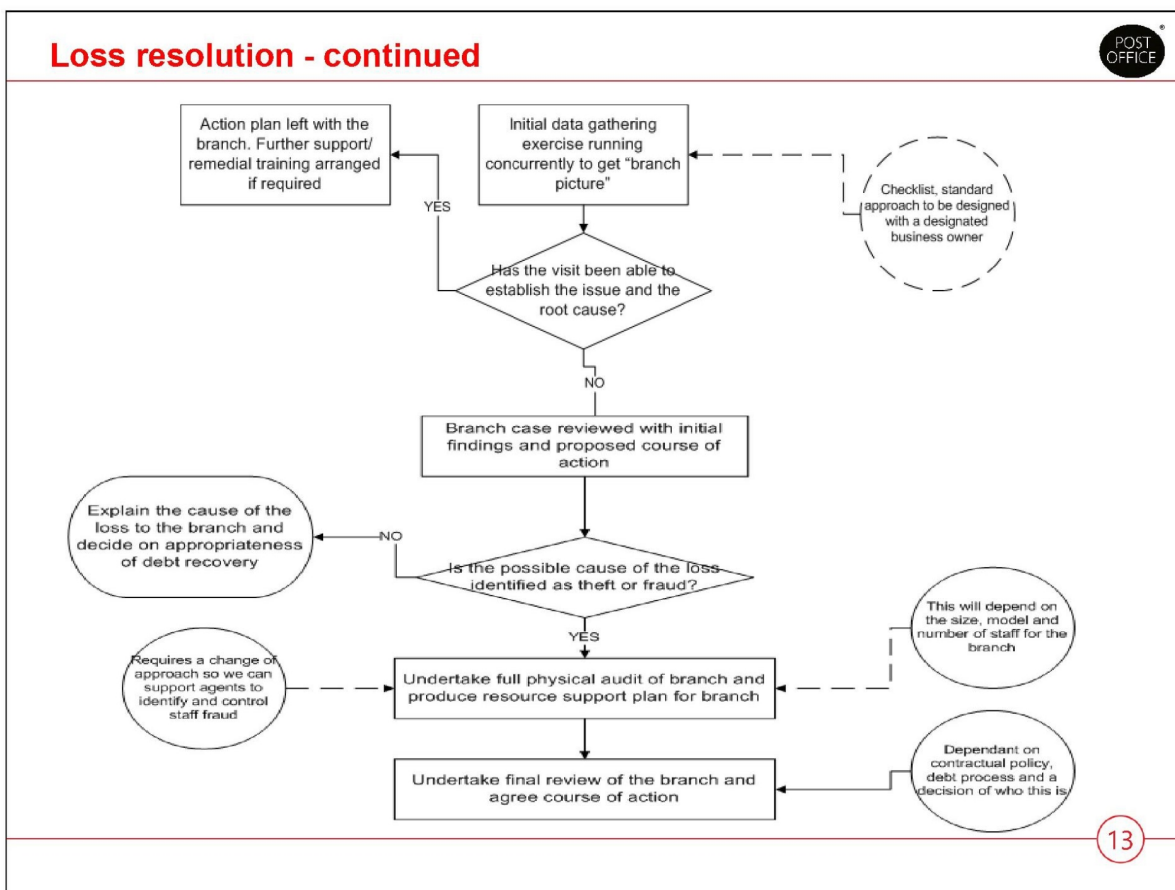 Loss resolution - continued
POST
OFFICE
®
Action plan left with the
branch. Further support/
remedial training arranged
if required
Initial data gathering
exercise running
concurrently to get “branch
picture”
Checklist, standard
approach to be designed
with a designated
business owner
YES
Has the visit been able to
establish the issue and the
root cause?
NO
Branch case reviewed with initial
findings and proposed course of
action
Explain the cause of the
loss to the branch and
decide on appropriateness
of debt recovery
NO
Is the possible cause of the loss
identified as theft or fraud?
YES
This will depend on
the size, model and
number of staff for the
branch
Requires a change of
approach so we can
support agents to
identify and control
staff fraud
Undertake full physical audit of branch and
produce resource support plan for branch
Undertake final review of the branch and
agree course of action
Dependant on
contractual policy,
debt process and a
decision of who this is
13